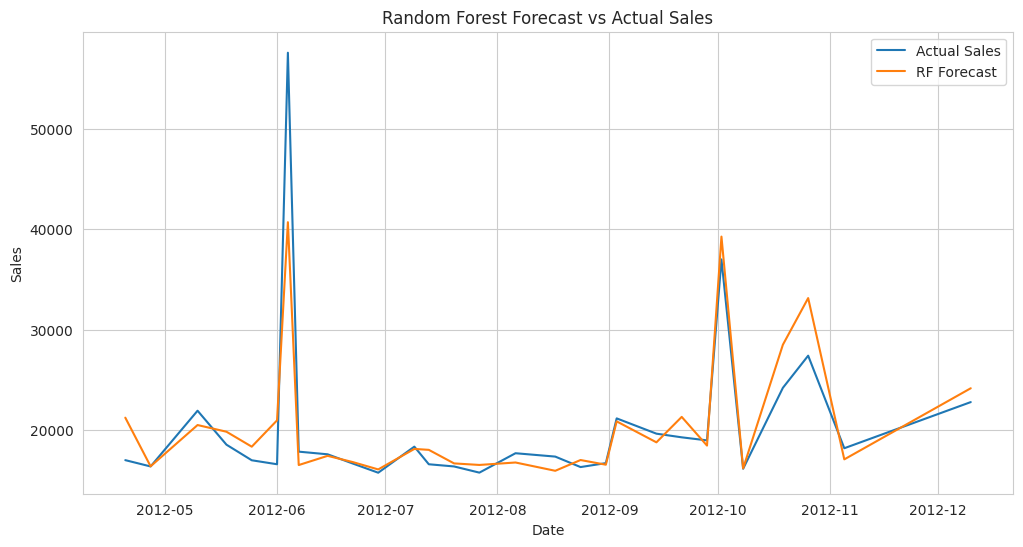 Random Forest Forecast vs Actual Sales
Actual Sales
RF Forecast
50000
40000
30000
20000
Sales
2012-05 2012-06 2012-07 2012-08 2012-09 2012-10 2012-11 2012-12
Date